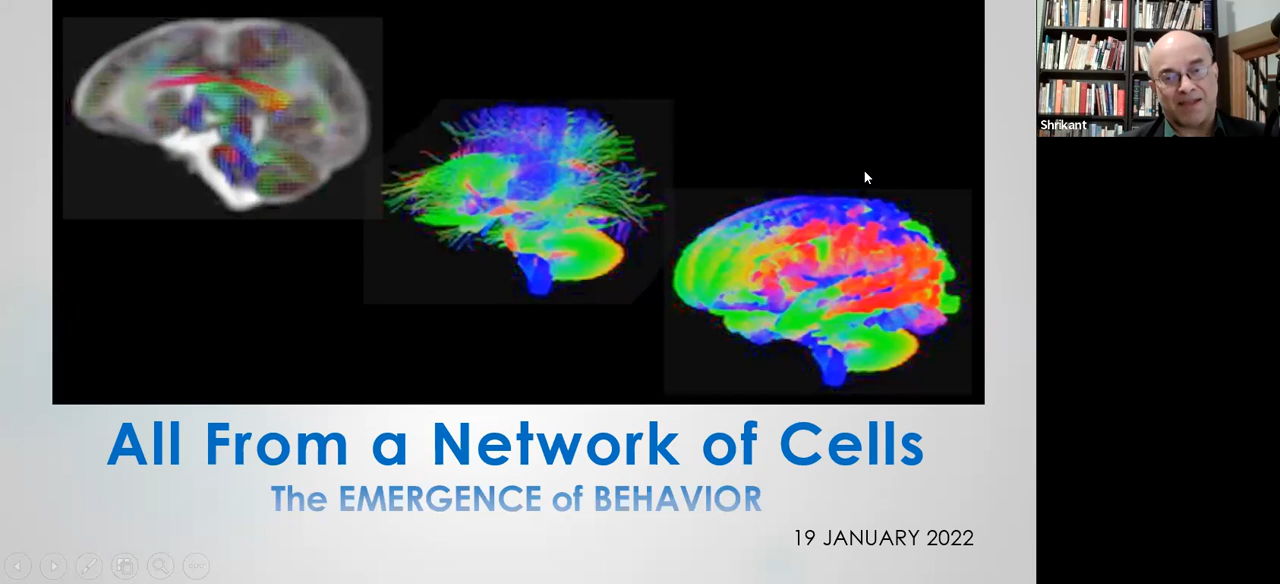 Shrikant
All From a Network of Cells
The EMERGENCE of BEHAVIOR
19 JANUARY 2022